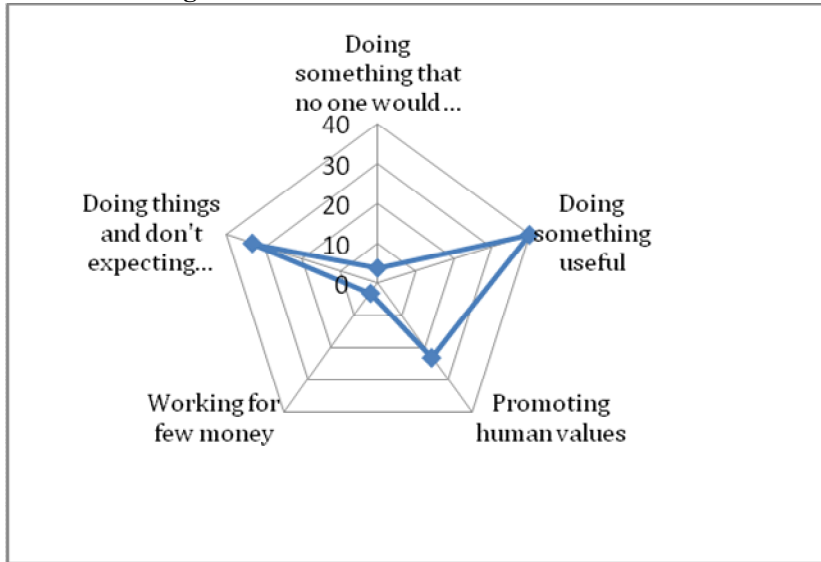 Doing
something that
no one would...
40
30
20
10
0
Doing
something
useful
Promoting
human values
Working for
few money
Doing things
and don't
expecting...